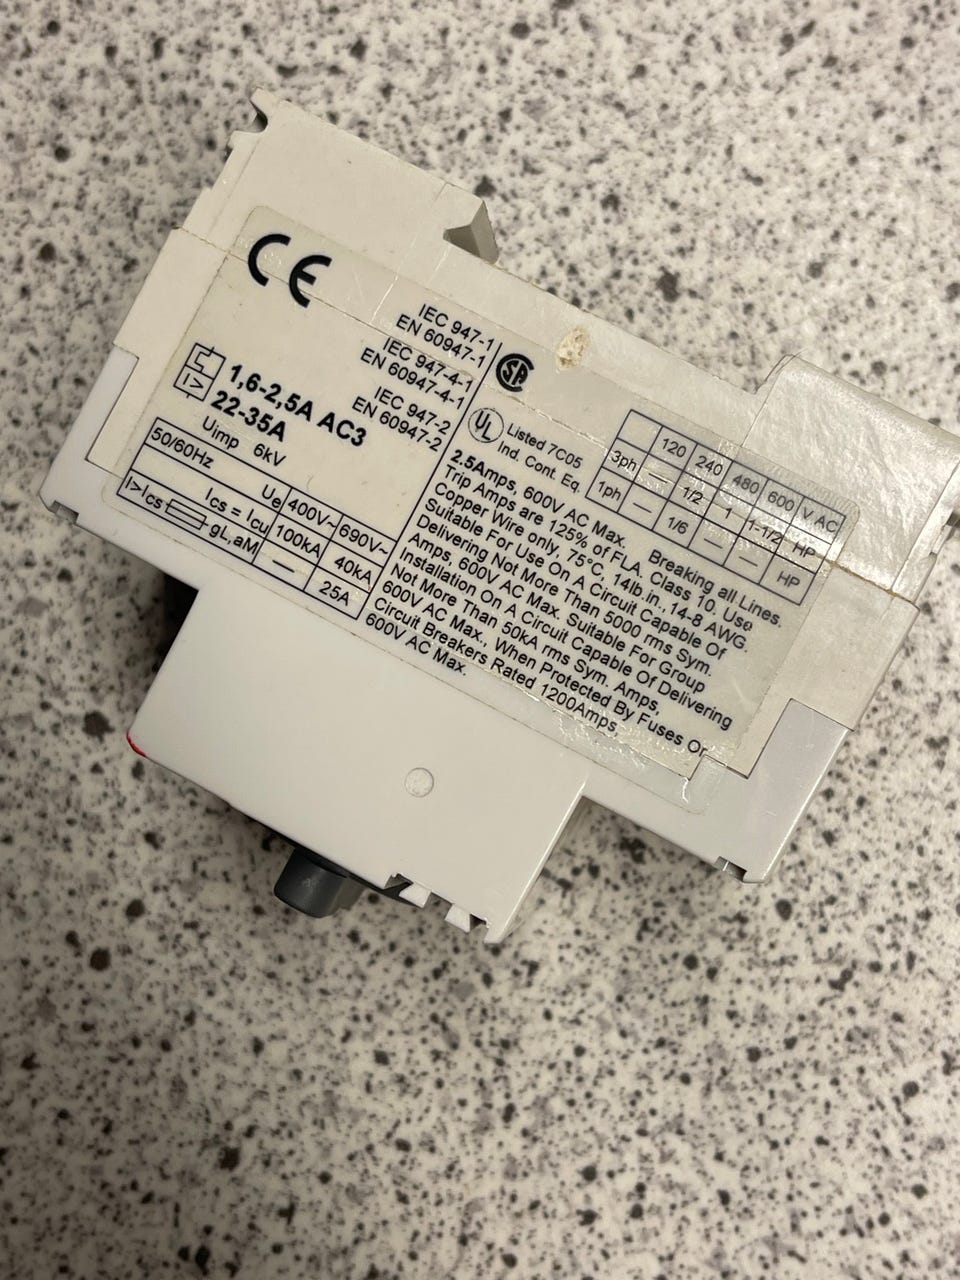 CE
IEC 947-1
EN 60947-1
IEC 947-4-1
EN 60947-4-1
IEC 947-2
EN 60947-2
I>
1,6-2,5A AC3
22-35A
Uimp 6kV
50/60Hz
Ue 400V~ 690V~
Ics = Icu 100kA 40kA
I>Ics gL,aM — 25A
SP
UL Listed 7C05
Ind. Cont. Eq.
120 240 480 600 V AC
3ph — 1/2 1 1-1/2 HP
1ph — 1/6 — — HP
2.5Amps, 600V AC Max. Breaking all Lines.
Trip Amps are 125% of FLA, Class 10. Use
Copper Wire only, 75°C, 14lb.in., 14-8 AWG.
Suitable For Use On A Circuit Capable Of
Delivering Not More Than 5000 rms Sym.
Amps, 600V AC Max. Suitable For Group
Installation On A Circuit Capable Of Delivering
Not More Than 50kA rms Sym. Amps,
600V AC Max., When Protected By Fuses Or
Circuit Breakers Rated 1200Amps,
600V AC Max.